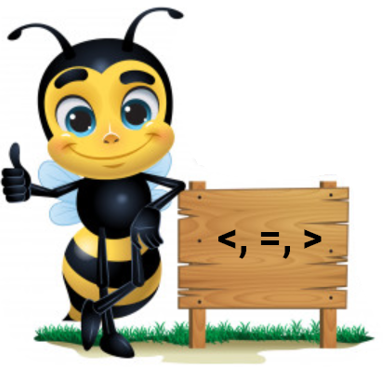 <, =, >